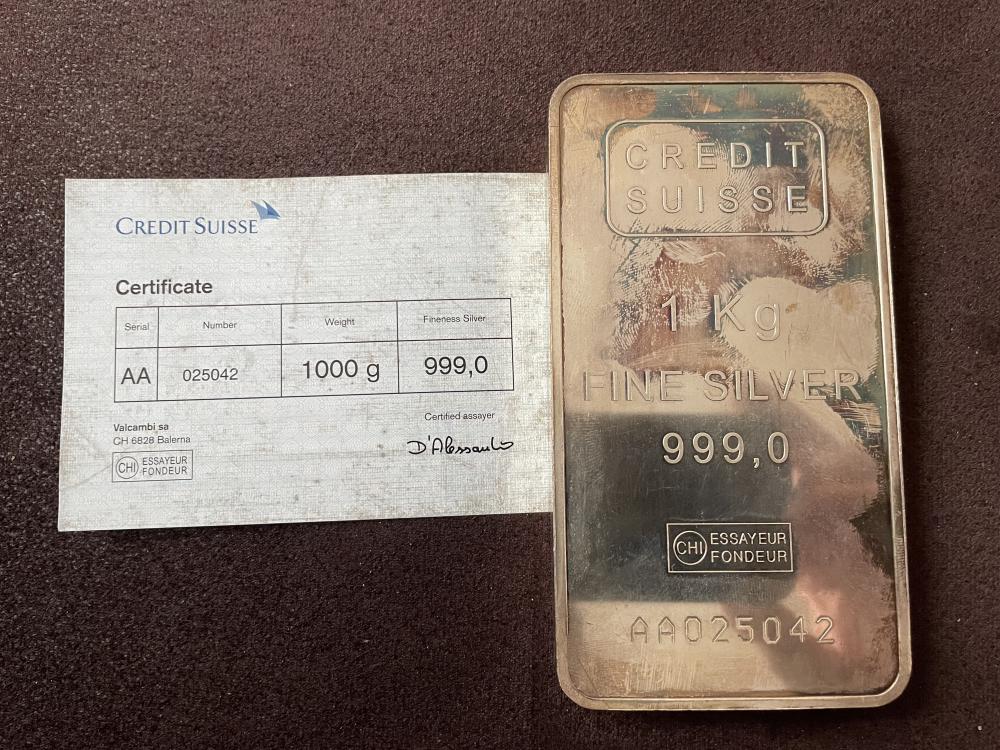 CREDIT SUISSE
Certificate
Serial Number Weight Fineness Silver
AA 025042 1000 g 999,0
Valcambi sa
CH 6828 Balerna
CHI ESSAYEUR
FONDEUR
Certified assayer
D'Alessandro
CREDIT
SUISSE
1 Kg
FINE SILVER
999,0
CHI ESSAYEUR
FONDEUR
AA025042